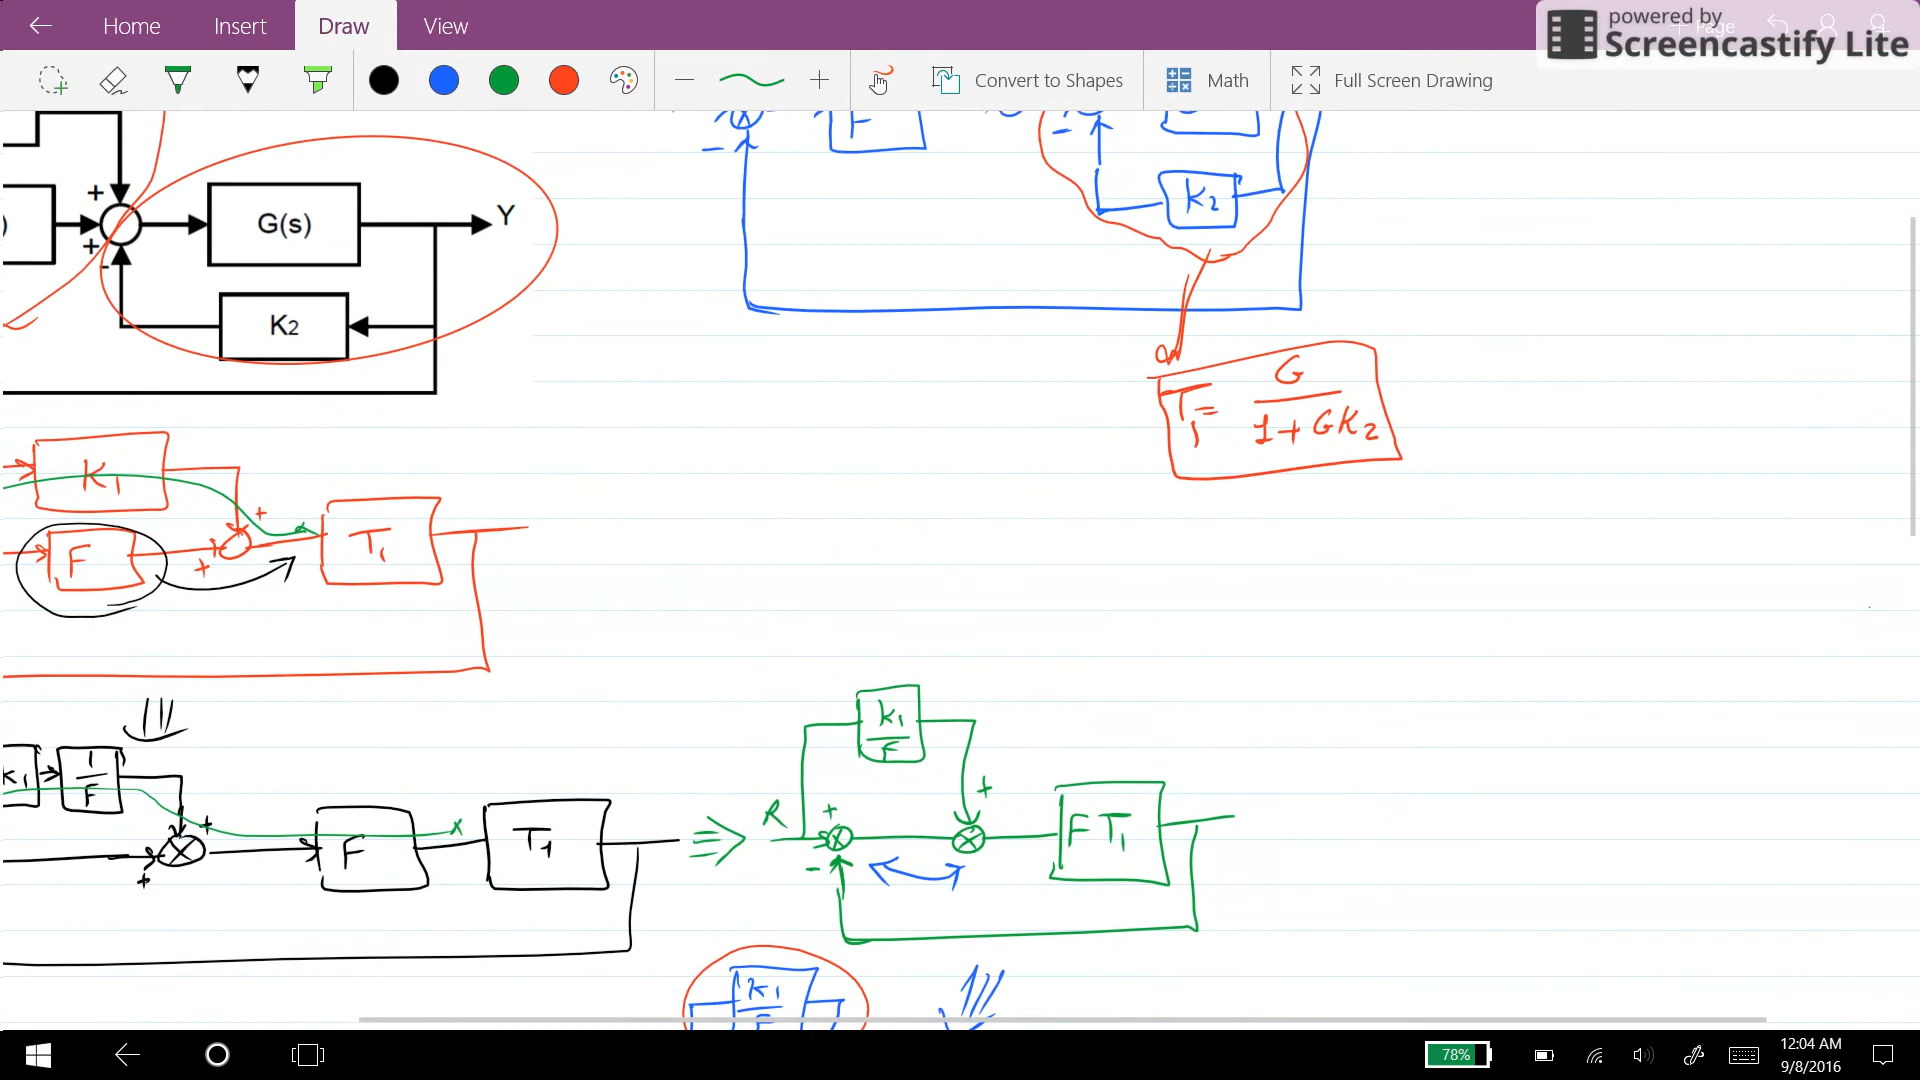 Home Insert Draw View
powered by
Screencastify Lite
Convert to Shapes Math Full Screen Drawing
F
-
-
K2
+
+
-
)
G(s)
Y
K2
T1 = G
1 + GK2
K1
+
F
+
T1
K1
1
F
+
+
F
T1
K1
F
R
+
+
-
F T1
K1
F
78%
12:04 AM
9/8/2016